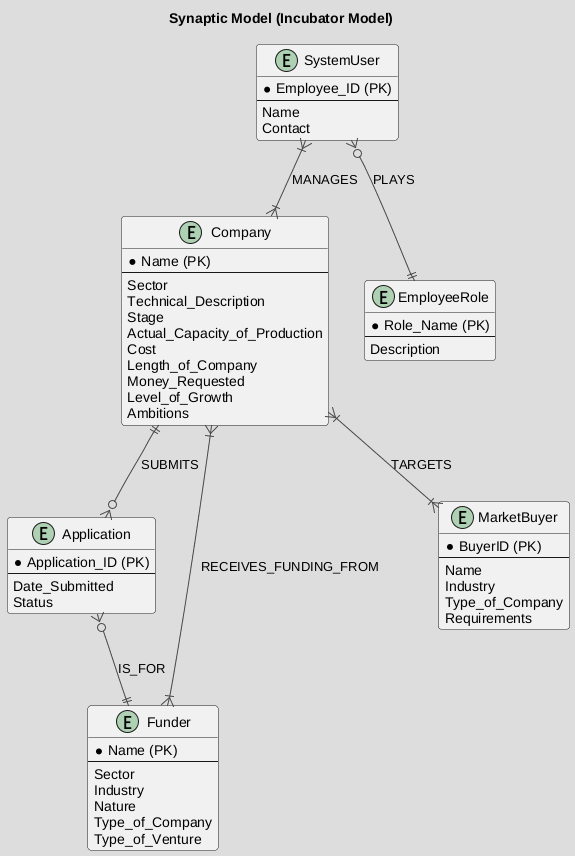 Synaptic Model (Incubator Model)
E SystemUser
* Employee_ID (PK)
Name
Contact
MANAGES
PLAYS
E Company
* Name (PK)
Sector
Technical_Description
Stage
Actual_Capacity_of_Production
Cost
Length_of_Company
Money_Requested
Level_of_Growth
Ambitions
E EmployeeRole
* Role_Name (PK)
Description
SUBMITS
TARGETS
E Application
* Application_ID (PK)
Date_Submitted
Status
E MarketBuyer
* BuyerID (PK)
Name
Industry
Type_of_Company
Requirements
RECEIVES_FUNDING_FROM
IS_FOR
E Funder
* Name (PK)
Sector
Industry
Nature
Type_of_Company
Type_of_Venture